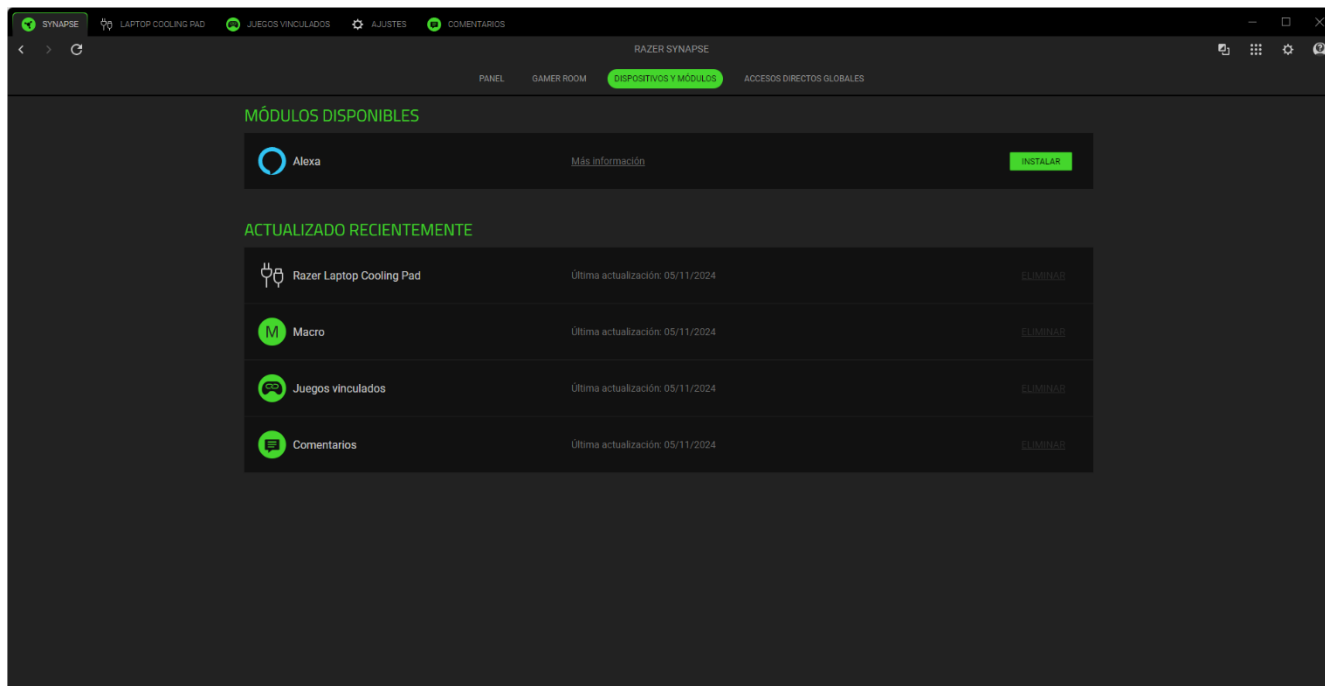 SYNAPSE LAPTOP COOLING PAD JUEGOS VINCULADOS AJUSTES COMENTARIOS
RAZER SYNAPSE
PANEL GAMER ROOM DISPOSITIVOS Y MÓDULOS ACCESOS DIRECTOS GLOBALES
MÓDULOS DISPONIBLES
Alexa Más información INSTALAR
ACTUALIZADO RECIENTEMENTE
Razer Laptop Cooling Pad Última actualización: 05/11/2024 ELIMINAR
M Macro Última actualización: 05/11/2024 ELIMINAR
Juegos vinculados Última actualización: 05/11/2024 ELIMINAR
Comentarios Última actualización: 05/11/2024 ELIMINAR